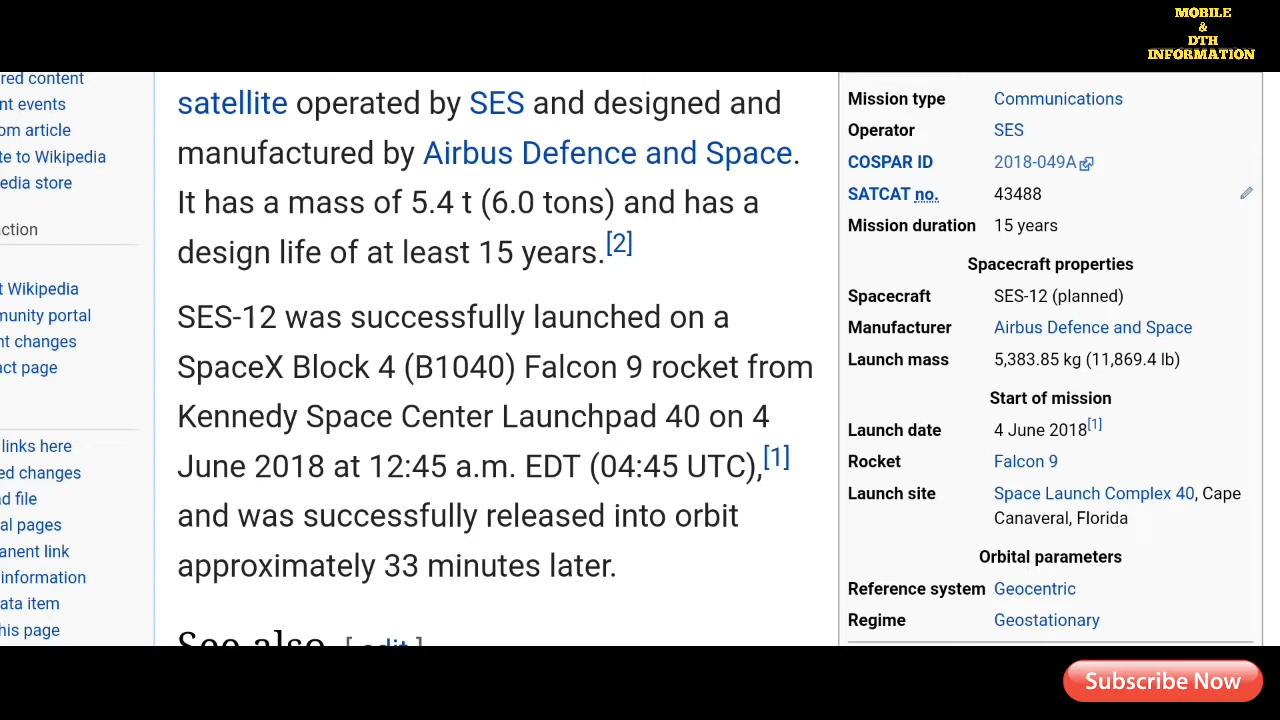 MOBILE
&
DTH
INFORMATION
red content
nt events
om article
te to Wikipedia
edia store
ction
t Wikipedia
munity portal
nt changes
act page
links here
ed changes
d file
al pages
anent link
information
ata item
his page
satellite operated by SES and designed and
manufactured by Airbus Defence and Space.
It has a mass of 5.4 t (6.0 tons) and has a
design life of at least 15 years.[2]
SES-12 was successfully launched on a
SpaceX Block 4 (B1040) Falcon 9 rocket from
Kennedy Space Center Launchpad 40 on 4
June 2018 at 12:45 a.m. EDT (04:45 UTC),[1]
and was successfully released into orbit
approximately 33 minutes later.
See also [ edit ]
Mission type Communications
Operator SES
COSPAR ID 2018-049A
SATCAT no. 43488
Mission duration 15 years
Spacecraft properties
Spacecraft SES-12 (planned)
Manufacturer Airbus Defence and Space
Launch mass 5,383.85 kg (11,869.4 lb)
Start of mission
Launch date 4 June 2018[1]
Rocket Falcon 9
Launch site Space Launch Complex 40, Cape
Canaveral, Florida
Orbital parameters
Reference system Geocentric
Regime Geostationary
Subscribe Now